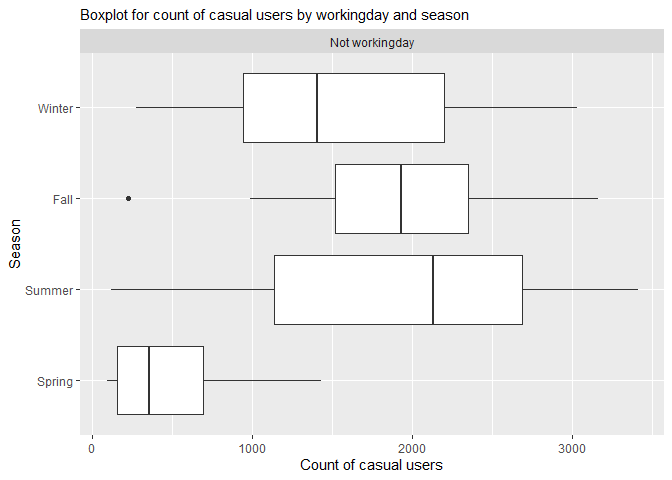 Boxplot for count of casual users by workingday and season
Not workingday
Winter
Fall
Summer
Spring
Season
0 1000 2000 3000
Count of casual users